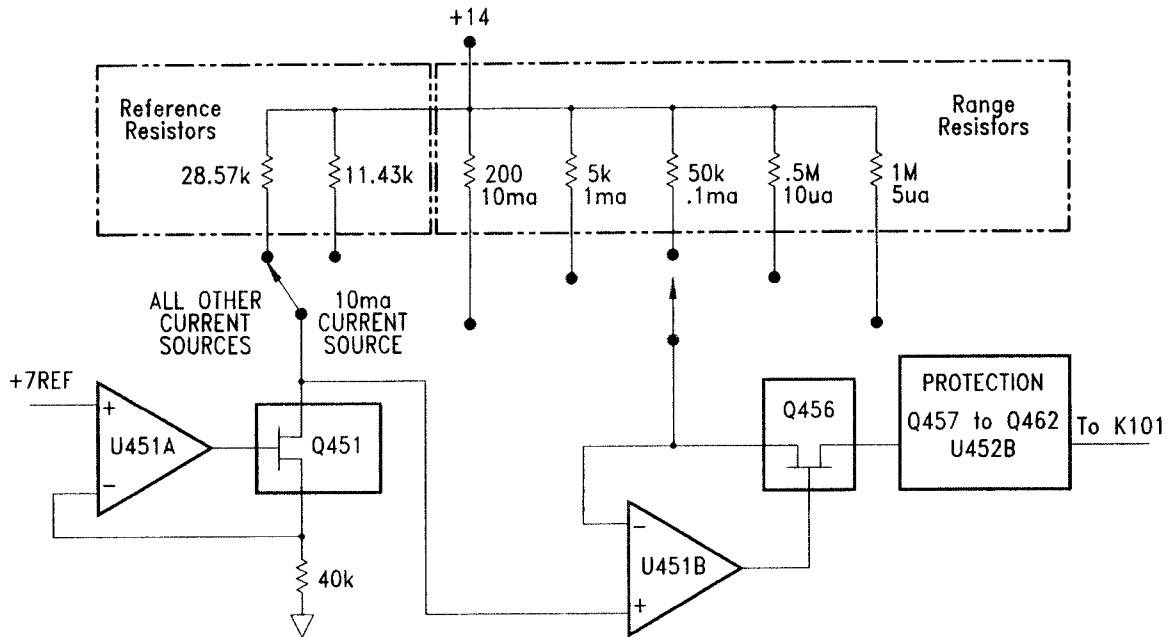 +14
Reference
Resistors
Range
Resistors
28.57k
11.43k
200
10ma
5k
1ma
50k
.1ma
.5M
10ua
1M
5ua
ALL OTHER
CURRENT
SOURCES
10ma
CURRENT
SOURCE
+7REF
+
U451A
-
Q451
40k
-
U451B
+
Q456
PROTECTION
Q457 to Q462
U452B
To K101